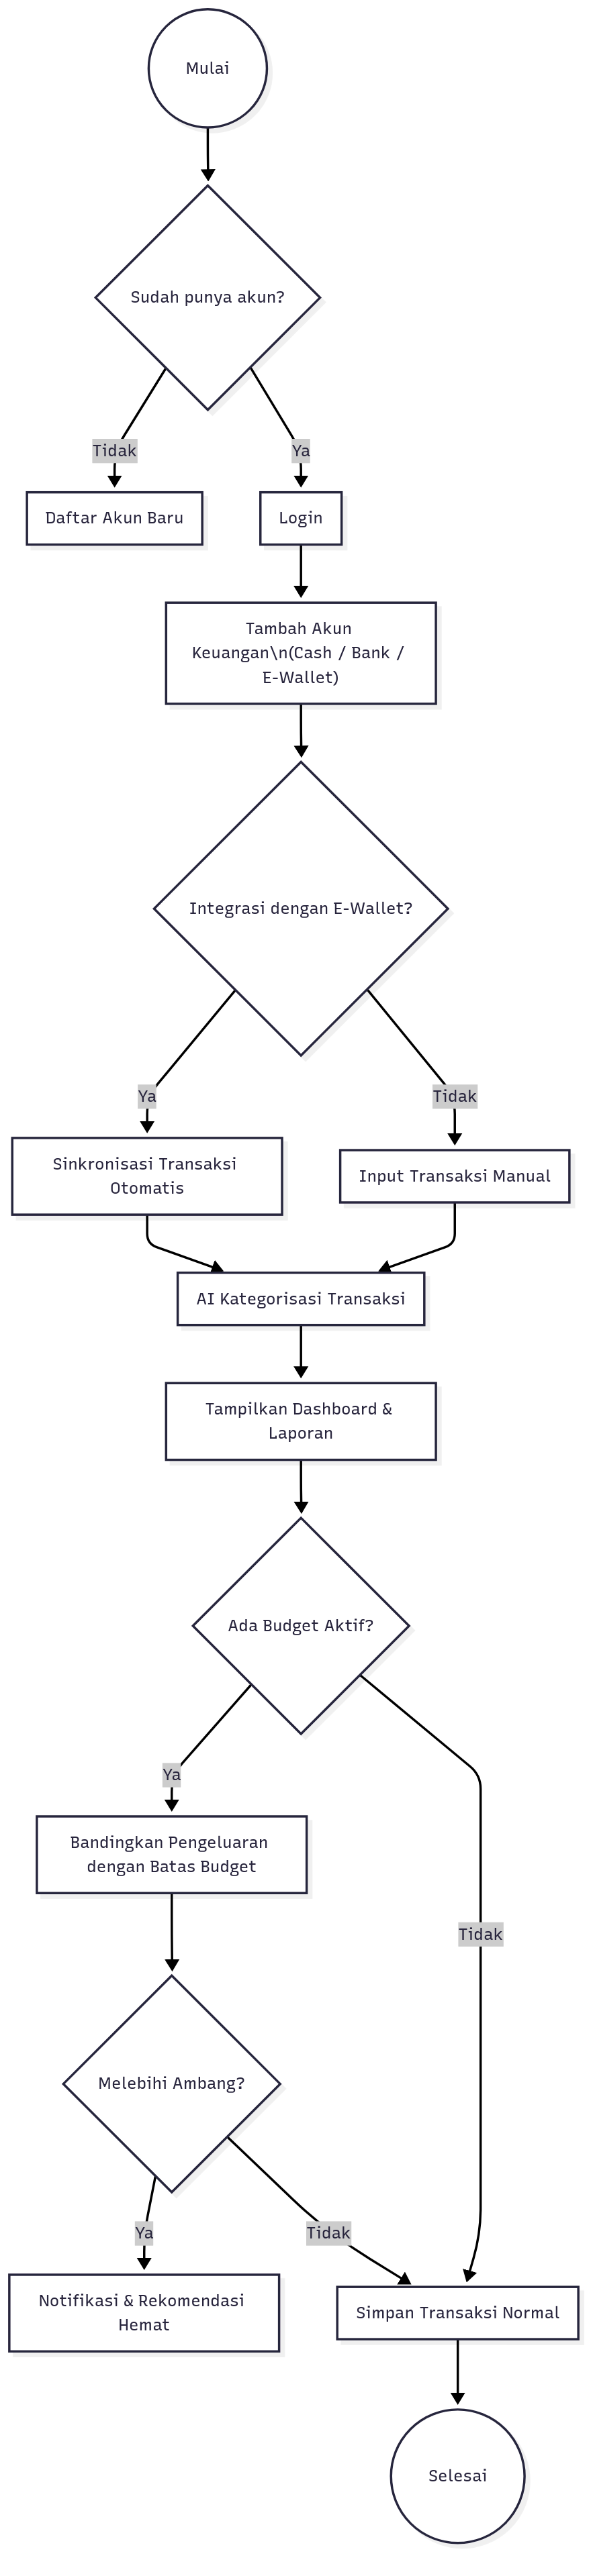 Mulai
Sudah punya akun?
Tidak
Ya
Daftar Akun Baru
Login
Tambah Akun
Keuangan\n(Cash / Bank /
E-Wallet)
Integrasi dengan E-Wallet?
Ya
Tidak
Sinkronisasi Transaksi
Otomatis
Input Transaksi Manual
AI Kategorisasi Transaksi
Tampilkan Dashboard &
Laporan
Ada Budget Aktif?
Ya
Bandingkan Pengeluaran
dengan Batas Budget
Tidak
Melebihi Ambang?
Ya
Tidak
Notifikasi & Rekomendasi
Hemat
Simpan Transaksi Normal
Selesai